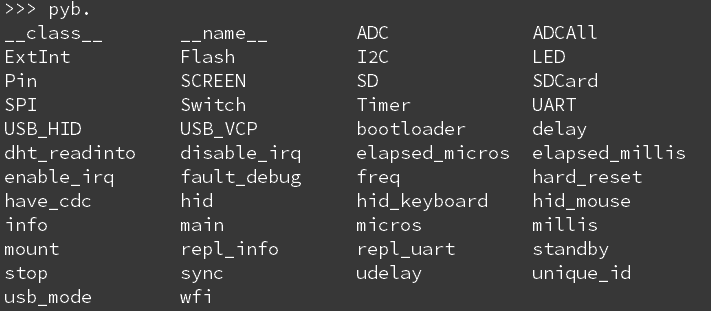 >>> pyb.
__class__ __name__ ADC ADCAll
ExtInt Flash I2C LED
Pin SCREEN SD SDCard
SPI Switch Timer UART
USB_HID USB_VCP bootloader delay
dht_readinto disable_irq elapsed_micros elapsed_millis
enable_irq fault_debug freq hard_reset
have_cdc hid hid_keyboard hid_mouse
info main micros millis
mount repl_info repl_uart standby
stop sync udelay unique_id
usb_mode wfi